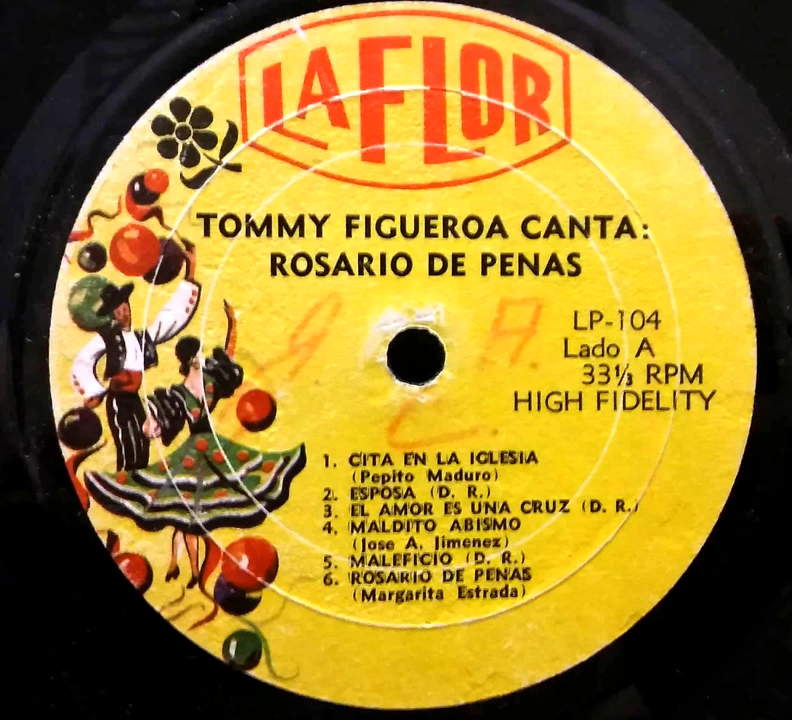 LA FLOR
TOMMY FIGUEROA CANTA:
ROSARIO DE PENAS
LP-104
Lado A
33⅓ RPM
HIGH FIDELITY
1. CITA EN LA IGLESIA
(Pepito Maduro)
2. ESPOSA (D. R.)
3. EL AMOR ES UNA CRUZ (D. R.)
4. MALDITO ABISMO
(Jose A. Jimenez)
5. MALEFICIO (D. R.)
6. ROSARIO DE PENAS
(Margarita Estrada)